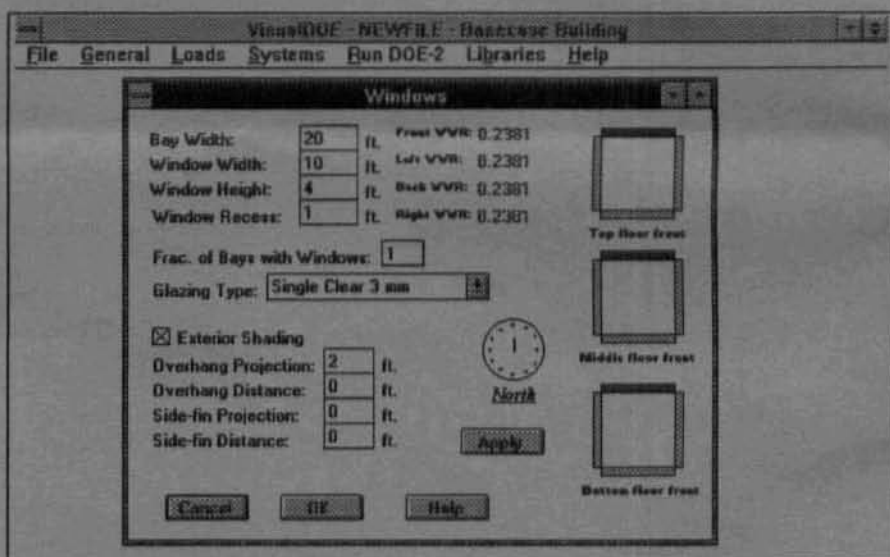 VisualDOE - NEWFILE - Basecase Building
File General Loads Systems Run DOE-2 Libraries Help
Windows
Bay Width: 20 ft. Front WWR: 0.2381
Window Width: 10 ft. Left WWR: 0.2381
Window Height: 4 ft. Back WWR: 0.2381
Window Recess: 1 ft. Right WWR: 0.2381
Top floor front
Frac. of Bays with Windows: 1
Glazing Type: Single Clear 3 mm
Exterior Shading
Overhang Projection: 2 ft.
Middle floor front
Overhang Distance: 0 ft.
North
Side-fin Projection: 0 ft.
Side-fin Distance: 0 ft.
Apply
Bottom floor front
Cancel OK Help